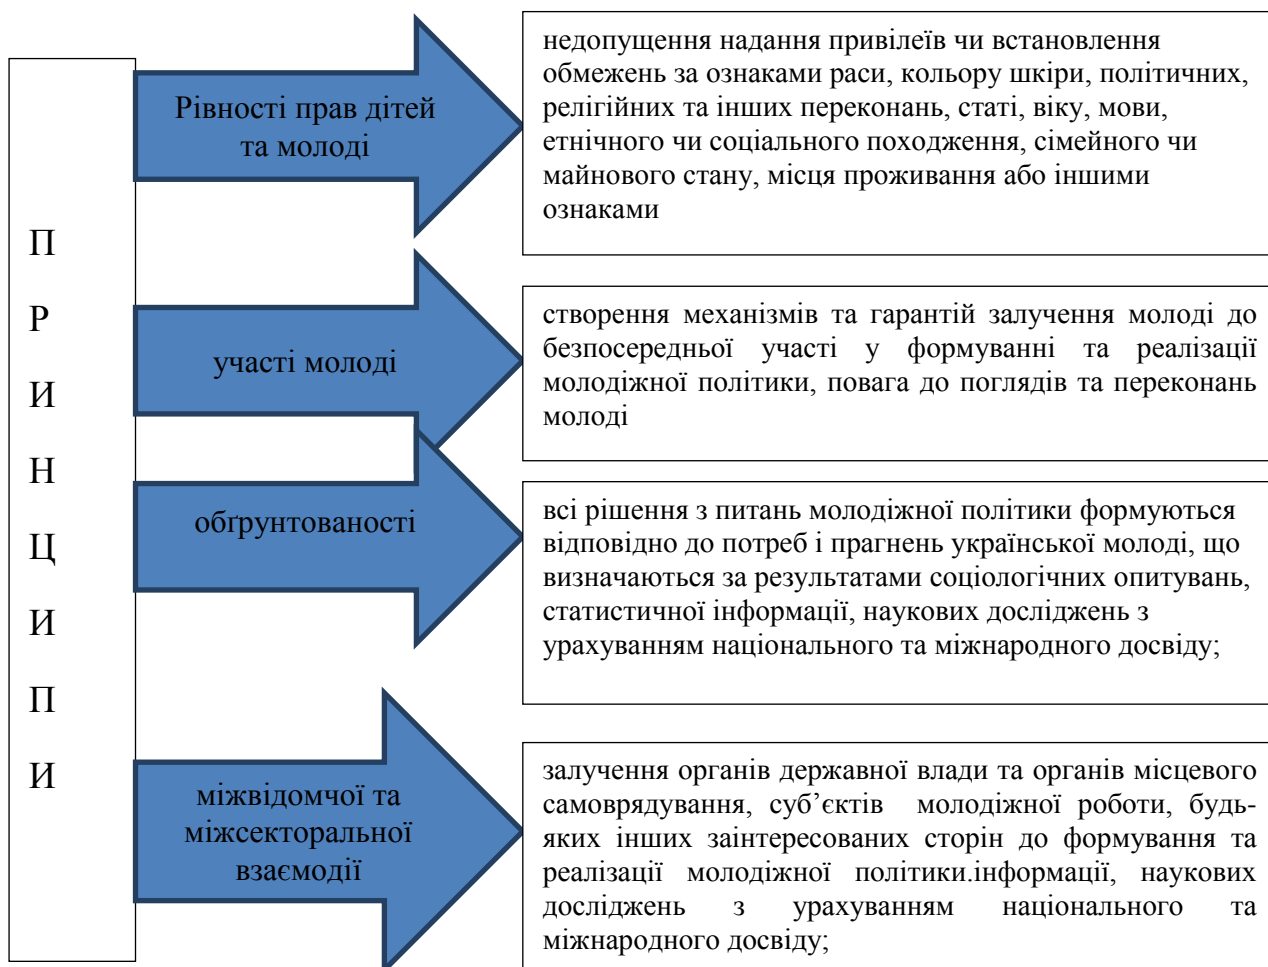 П
Р
И
Н
Ц
И
П
И
Рівності прав дітей
та молоді
недопущення надання привілеїв чи встановлення
обмежень за ознаками раси, кольору шкіри, політичних,
релігійних та інших переконань, статі, віку, мови,
етнічного чи соціального походження, сімейного чи
майнового стану, місця проживання або іншими
ознаками
участі молоді
створення механізмів та гарантій залучення молоді до
безпосередньої участі у формуванні та реалізації
молодіжної політики, повага до поглядів та переконань
молоді
обґрунтованості
всі рішення з питань молодіжної політики формуються
відповідно до потреб і прагнень української молоді, що
визначаються за результатами соціологічних опитувань,
статистичної інформації, наукових досліджень з
урахуванням національного та міжнародного досвіду;
міжвідомчої та
міжсекторальної
взаємодії
залучення органів державної влади та органів місцевого
самоврядування, суб’єктів молодіжної роботи, будь-
яких інших заінтересованих сторін до формування та
реалізації молодіжної політики.інформації, наукових
досліджень з урахуванням національного та
міжнародного досвіду;